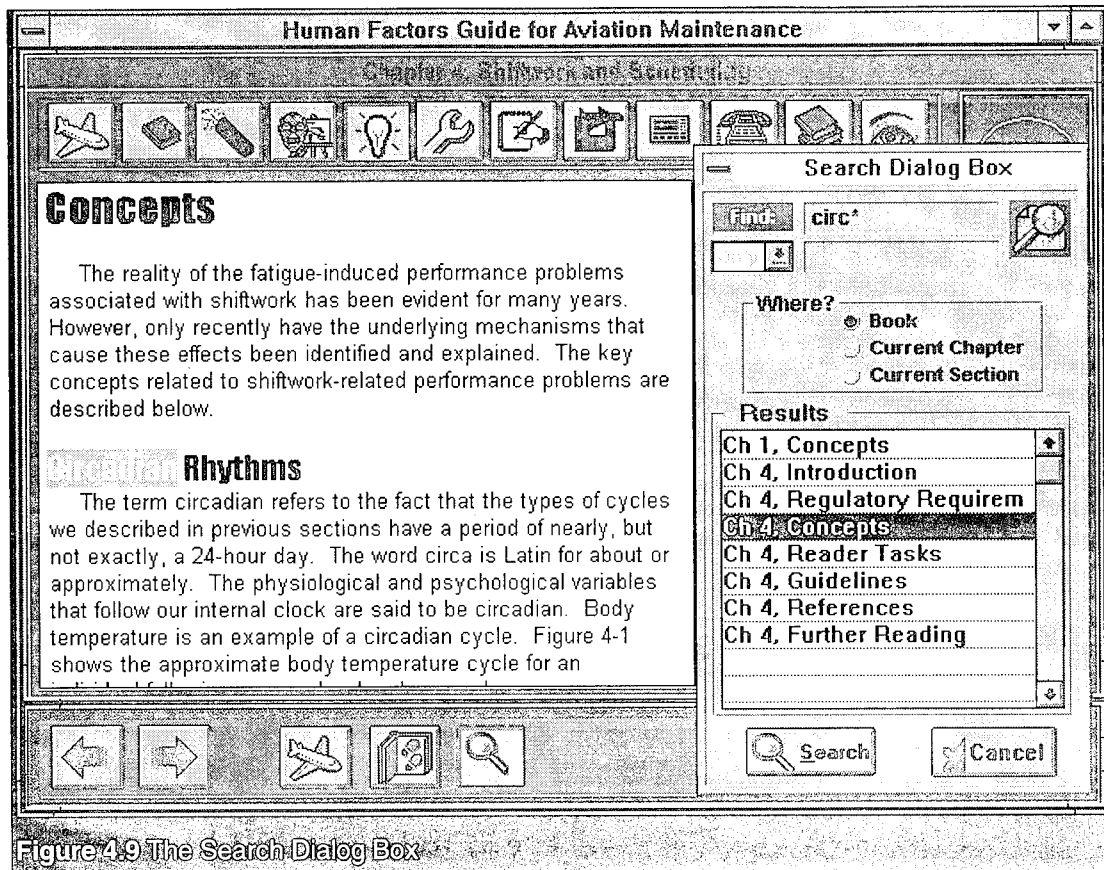 Human Factors Guide for Aviation Maintenance
Chapter 4, Shiftwork and Scheduling
Concepts
The reality of the fatigue-induced performance problems
associated with shiftwork has been evident for many years.
However, only recently have the underlying mechanisms that
cause these effects been identified and explained. The key
concepts related to shiftwork-related performance problems are
described below.
Circadian Rhythms
The term circadian refers to the fact that the types of cycles
we described in previous sections have a period of nearly, but
not exactly, a 24-hour day. The word circa is Latin for about or
approximately. The physiological and psychological variables
that follow our internal clock are said to be circadian. Body
temperature is an example of a circadian cycle. Figure 4-1
shows the approximate body temperature cycle for an
Search Dialog Box
Find: circ*
Where?
Book
Current Chapter
Current Section
Results
Ch 1, Concepts
Ch 4, Introduction
Ch 4, Regulatory Requirem
Ch 4, Concepts
Ch 4, Reader Tasks
Ch 4, Guidelines
Ch 4, References
Ch 4, Further Reading
Search Cancel
Figure 4.9 The Search Dialog Box